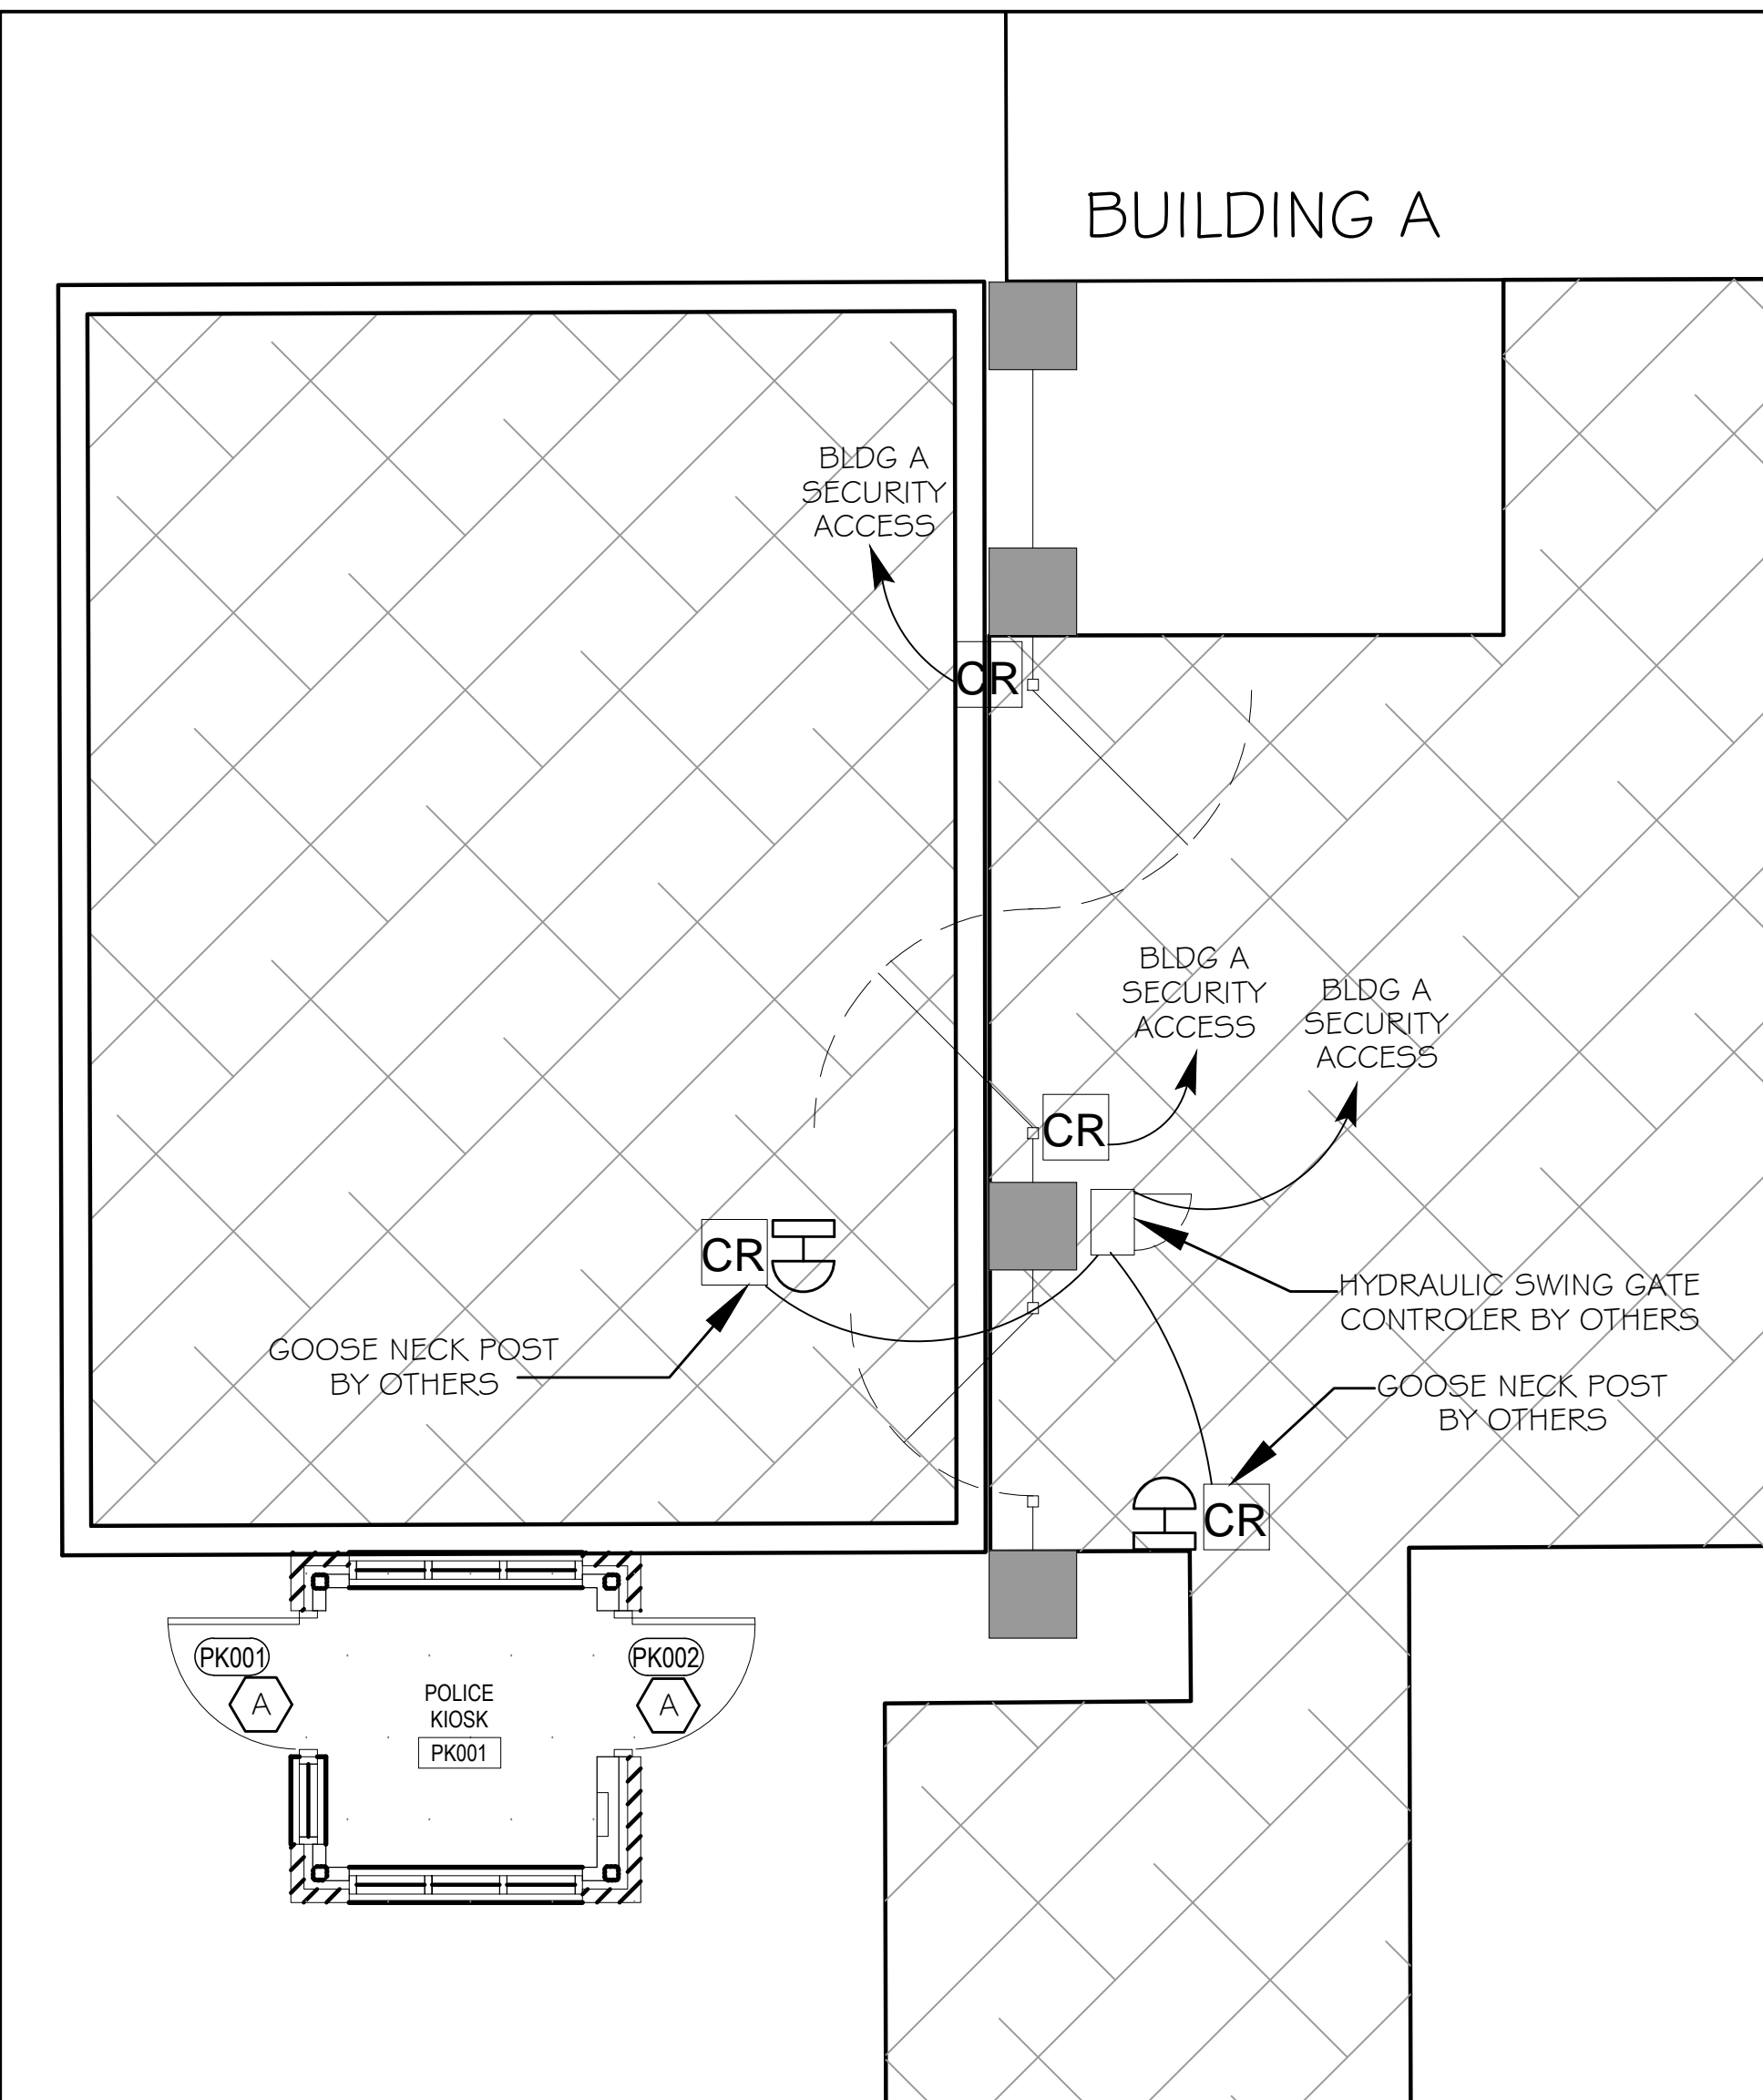 BUILDING A
BLDG A
SECURITY
ACCESS
CR
BLDG A
SECURITY
ACCESS
BLDG A
SECURITY
ACCESS
CR
CR
HYDRAULIC SWING GATE
CONTROLER BY OTHERS
GOOSE NECK POST
BY OTHERS
GOOSE NECK POST
BY OTHERS
CR
PK001
A
PK002
A
POLICE
KIOSK
PK001